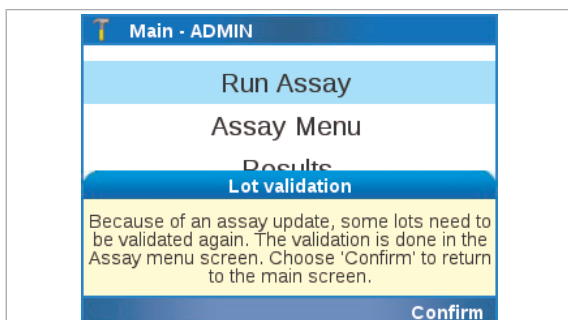 Main - ADMIN
Run Assay
Assay Menu
Results
Lot validation
Because of an assay update, some lots need to
be validated again. The validation is done in the
Assay menu screen. Choose 'Confirm' to return
to the main screen.
Confirm